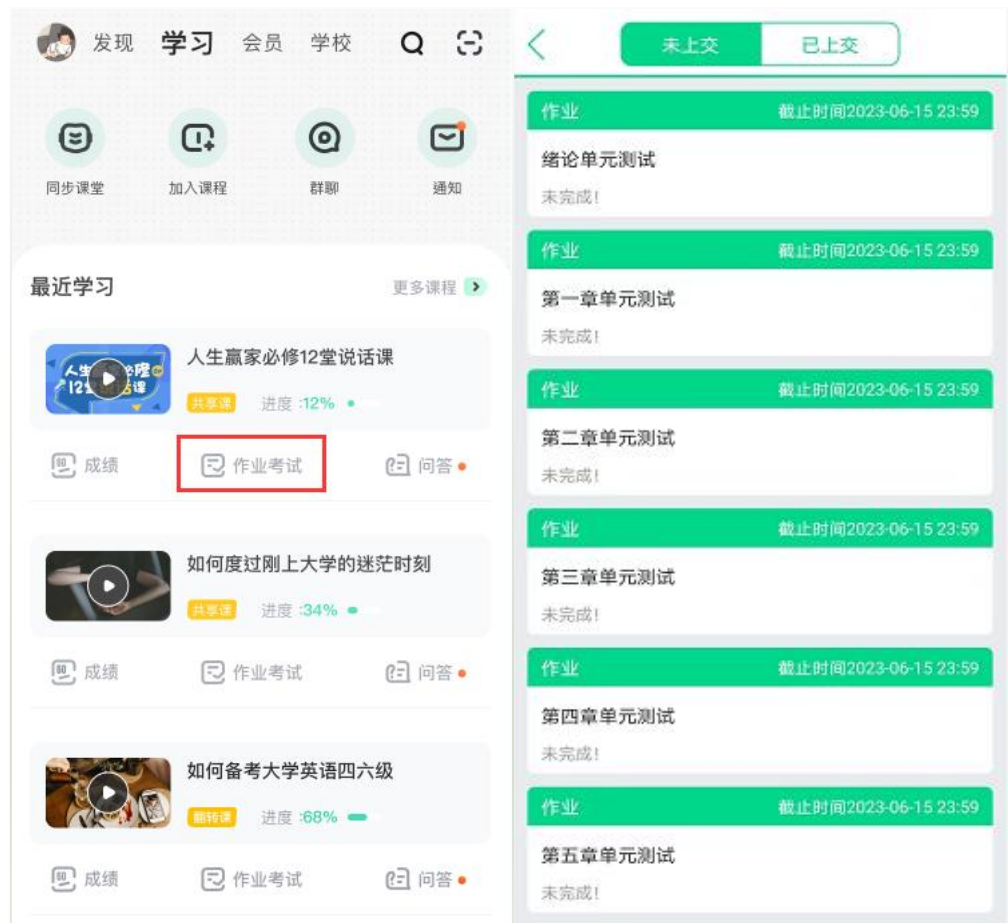 发现 学习 会员 学校
同步课堂 加入课程 群聊 通知
最近学习 更多课程
人生赢家必修12堂说话课
共享课 进度 :12%
成绩 作业考试 问答
如何度过刚上大学的迷茫时刻
共享课 进度 :34%
成绩 作业考试 问答
如何备考大学英语四六级
翻转课 进度 :68%
成绩 作业考试 问答
未上交 已上交
作业 截止时间2023-06-15 23:59
绪论单元测试
未完成!
作业 截止时间2023-06-15 23:59
第一章单元测试
未完成!
作业 截止时间2023-06-15 23:59
第二章单元测试
未完成!
作业 截止时间2023-06-15 23:59
第三章单元测试
未完成!
作业 截止时间2023-06-15 23:59
第四章单元测试
未完成!
作业 截止时间2023-06-15 23:59
第五章单元测试
未完成!